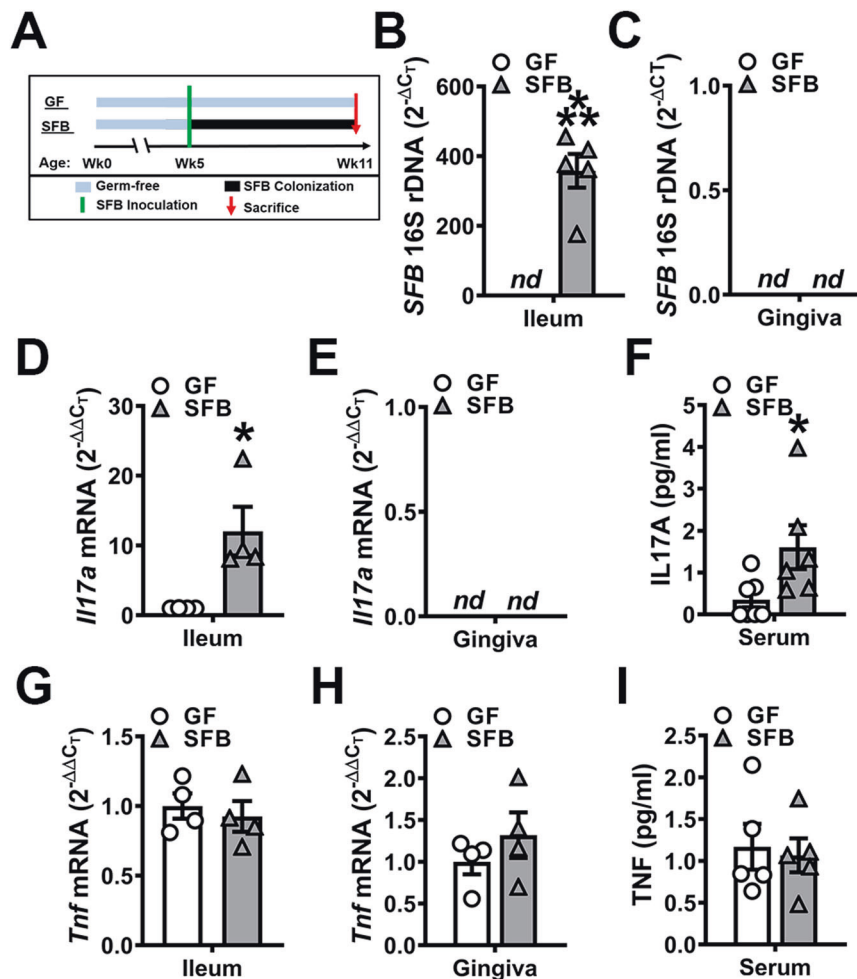 A
GF
SFB
Age: Wk0 Wk5 Wk11
Germ-free SFB Colonization
SFB Inoculation Sacrifice
B
GF
SFB
SFB 16S rDNA (2^-ΔC_T)
600
400
200
0
***
nd
Ileum
C
GF
SFB
SFB 16S rDNA (2^-ΔCT)
1.0
0.5
0.0
nd nd
Gingiva
D
GF
SFB
Il17a mRNA (2^-ΔΔC_T)
30
20
10
0
*
Ileum
E
GF
SFB
Il17a mRNA (2^-ΔΔC_T)
1.0
0.5
0.0
nd nd
Gingiva
F
GF
SFB
IL17A (pg/ml)
5
4
3
2
1
0
*
Serum
G
GF
SFB
Tnf mRNA (2^-ΔΔC_T)
1.5
1.0
0.5
0.0
Ileum
H
GF
SFB
Tnf mRNA (2^-ΔΔC_T)
2.5
2.0
1.5
1.0
0.5
0.0
Gingiva
I
GF
SFB
TNF (pg/ml)
2.5
2.0
1.5
1.0
0.5
0.0
Serum